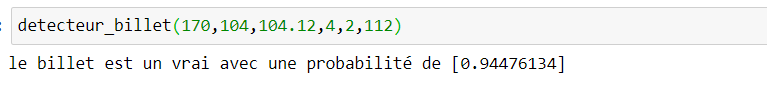 detecteur_billet(170,104,104.12,4,2,112)
le billet est un vrai avec une probabilité de [0.94476134]